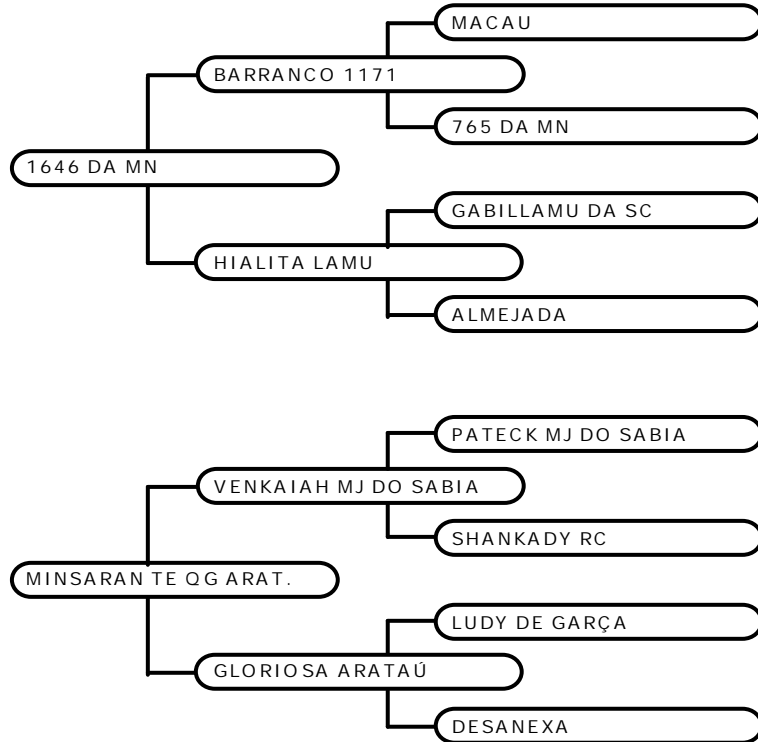 MACAU
BARRANCO 1171
765 DA MN
1646 DA MN
GABILLAMU DA SC
HIALITA LAMU
ALMEJADA
PATECK MJ DO SABIA
VENKAIAH MJ DO SABIA
SHANKADY RC
MINSARAN TE QG ARAT.
LUDY DE GARÇA
GLORIOSA ARATAÚ
DESANEXA